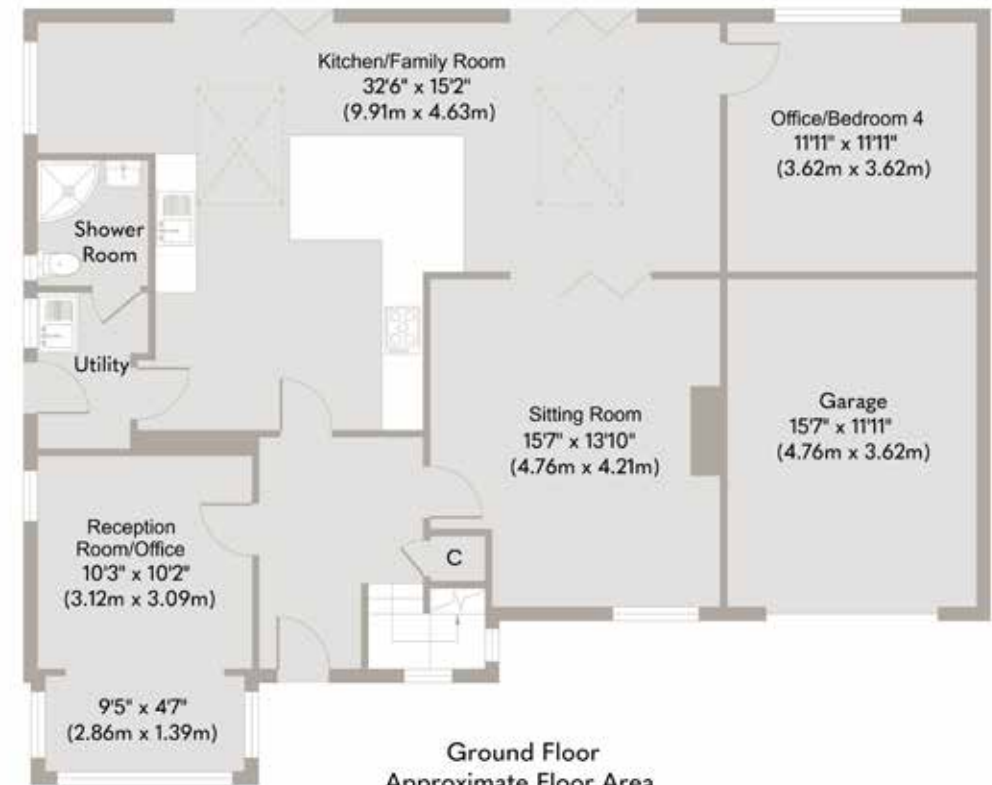 Kitchen/Family Room
32'6" x 15'2"
(9.91m x 4.63m)
Office/Bedroom 4
11'11" x 11'11"
(3.62m x 3.62m)
Shower
Room
Utility
Sitting Room
15'7" x 13'10"
(4.76m x 4.21m)
Garage
15'7" x 11'11"
(4.76m x 3.62m)
Reception
Room/Office
10'3" x 10'2"
(3.12m x 3.09m)
C
9'5" x 4'7"
(2.86m x 1.39m)
Ground Floor
Approximate Floor Area